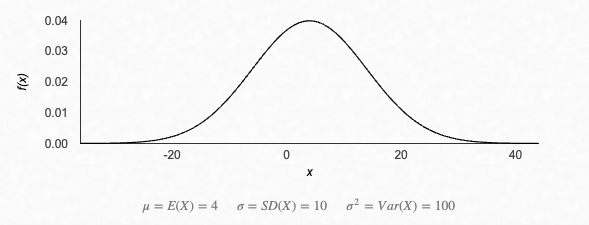 0.04
0.03
f(x)
0.02
0.01
0.00
-20 0 20 40
x
μ = E(X) = 4 σ = SD(X) = 10 σ² = Var(X) = 100